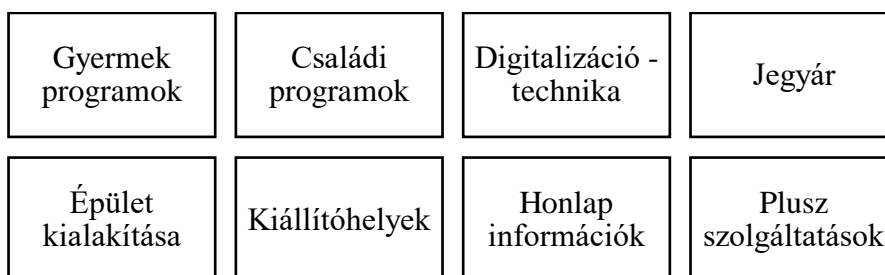 Gyermek
programok
Családi
programok
Digitalizáció -
technika
Jegyár
Épület
kialakítása
Kiállítóhelyek
Honlap
információk
Plusz
szolgáltatások